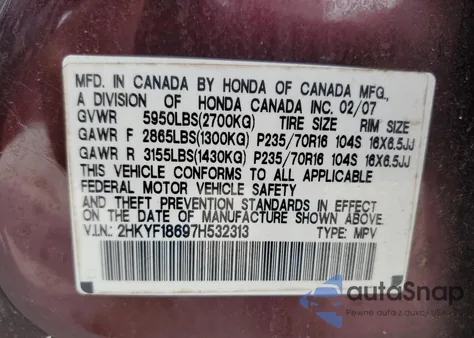 MFD. IN CANADA BY HONDA OF CANADA MFG.,
A DIVISION OF HONDA CANADA INC. 02/07
GVWR 5950LBS(2700KG) TIRE SIZE RIM SIZE
GAWR F 2865LBS(1300KG) P235/70R16 104S 16X6.5JJ
GAWR R 3155LBS(1430KG) P235/70R16 104S 16X6.5JJ
THIS VEHICLE CONFORMS TO ALL APPLICABLE
FEDERAL MOTOR VEHICLE SAFETY
AND THEFT PREVENTION STANDARDS IN EFFECT
ON THE DATE OF MANUFACTURE SHOWN ABOVE.
V.I.N.: 2HKYF18697H532313 TYPE: MPV
autoSnap
Pewne auta z